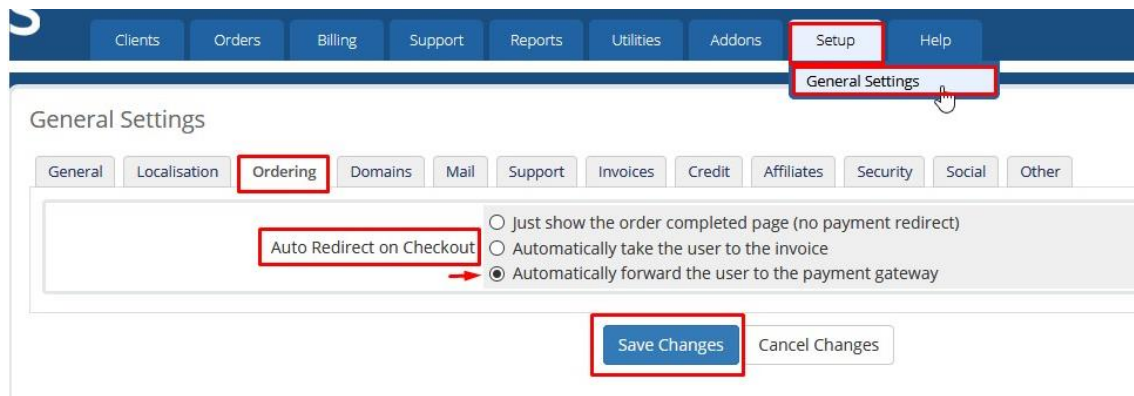 Clients Orders Billing Support Reports Utilities Addons Setup Help
General Settings
General Settings
General Localisation Ordering Domains Mail Support Invoices Credit Affiliates Security Social Other
Just show the order completed page (no payment redirect)
Auto Redirect on Checkout Automatically take the user to the invoice
Automatically forward the user to the payment gateway
Save Changes Cancel Changes